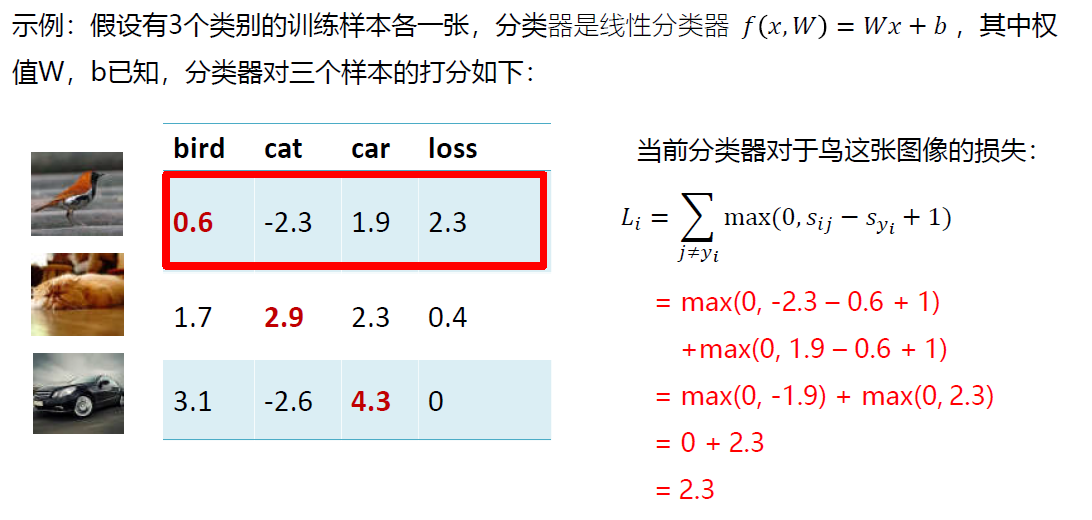 示例：假设有3个类别的训练样本各一张，分类器是线性分类器 f(x,W) = Wx + b ，其中权
值W，b已知，分类器对三个样本的打分如下：
bird cat car loss
0.6 -2.3 1.9 2.3
1.7 2.9 2.3 0.4
3.1 -2.6 4.3 0
当前分类器对于鸟这张图像的损失：
L_i = ∑_{j≠y_i} max(0, s_{ij} − s_{y_i} + 1)
= max(0, -2.3 – 0.6 + 1)
+max(0, 1.9 – 0.6 + 1)
= max(0, -1.9) + max(0, 2.3)
= 0 + 2.3
= 2.3